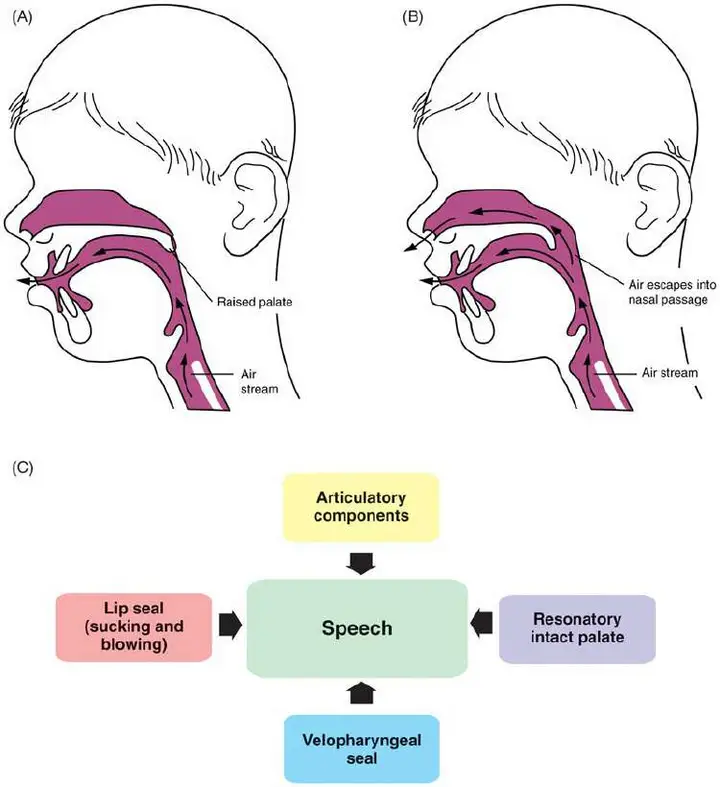 (A)
(B)
Raised palate
Air
stream
Air escapes into
nasal passage
Air stream
(C)
Articulatory
components
Lip seal
(sucking and
blowing)
Speech
Resonatory
intact palate
Velopharyngeal
seal